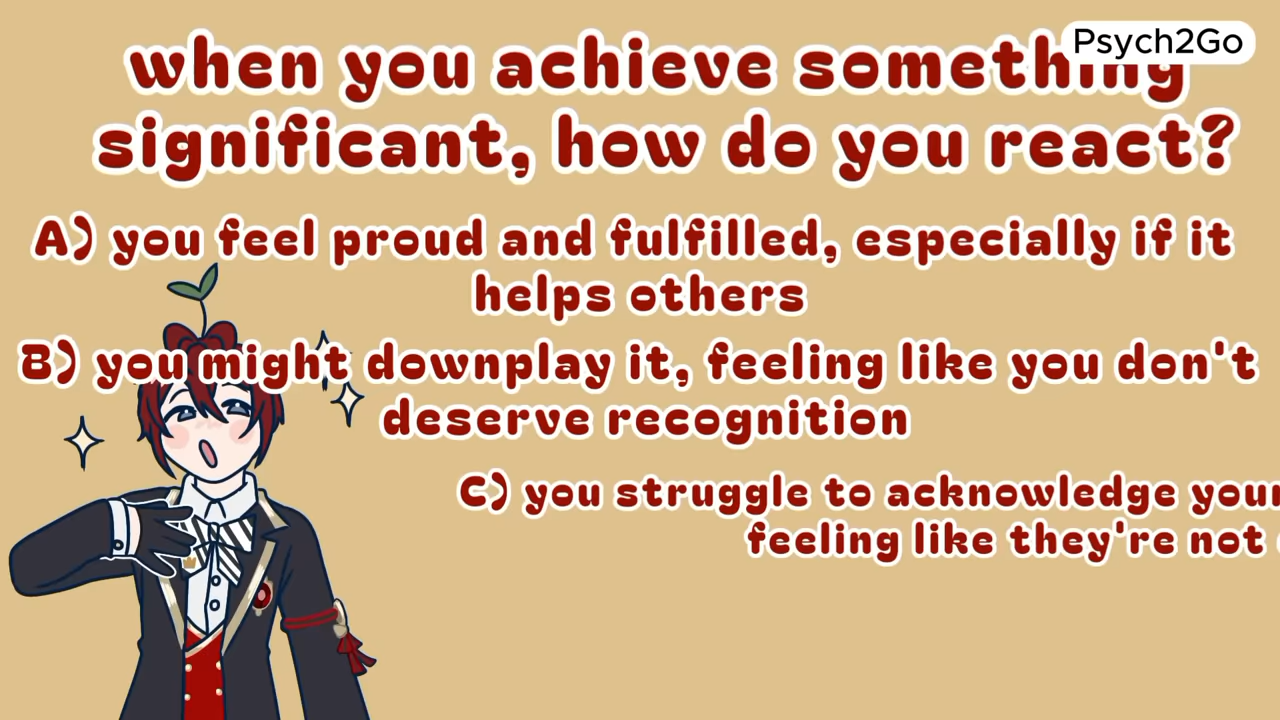 Psych2Go
when you achieve something
significant, how do you react?
A) you feel proud and fulfilled, especially if it
helps others
B) you might downplay it, feeling like you don't
deserve recognition
C) you struggle to acknowledge your
feeling like they're not